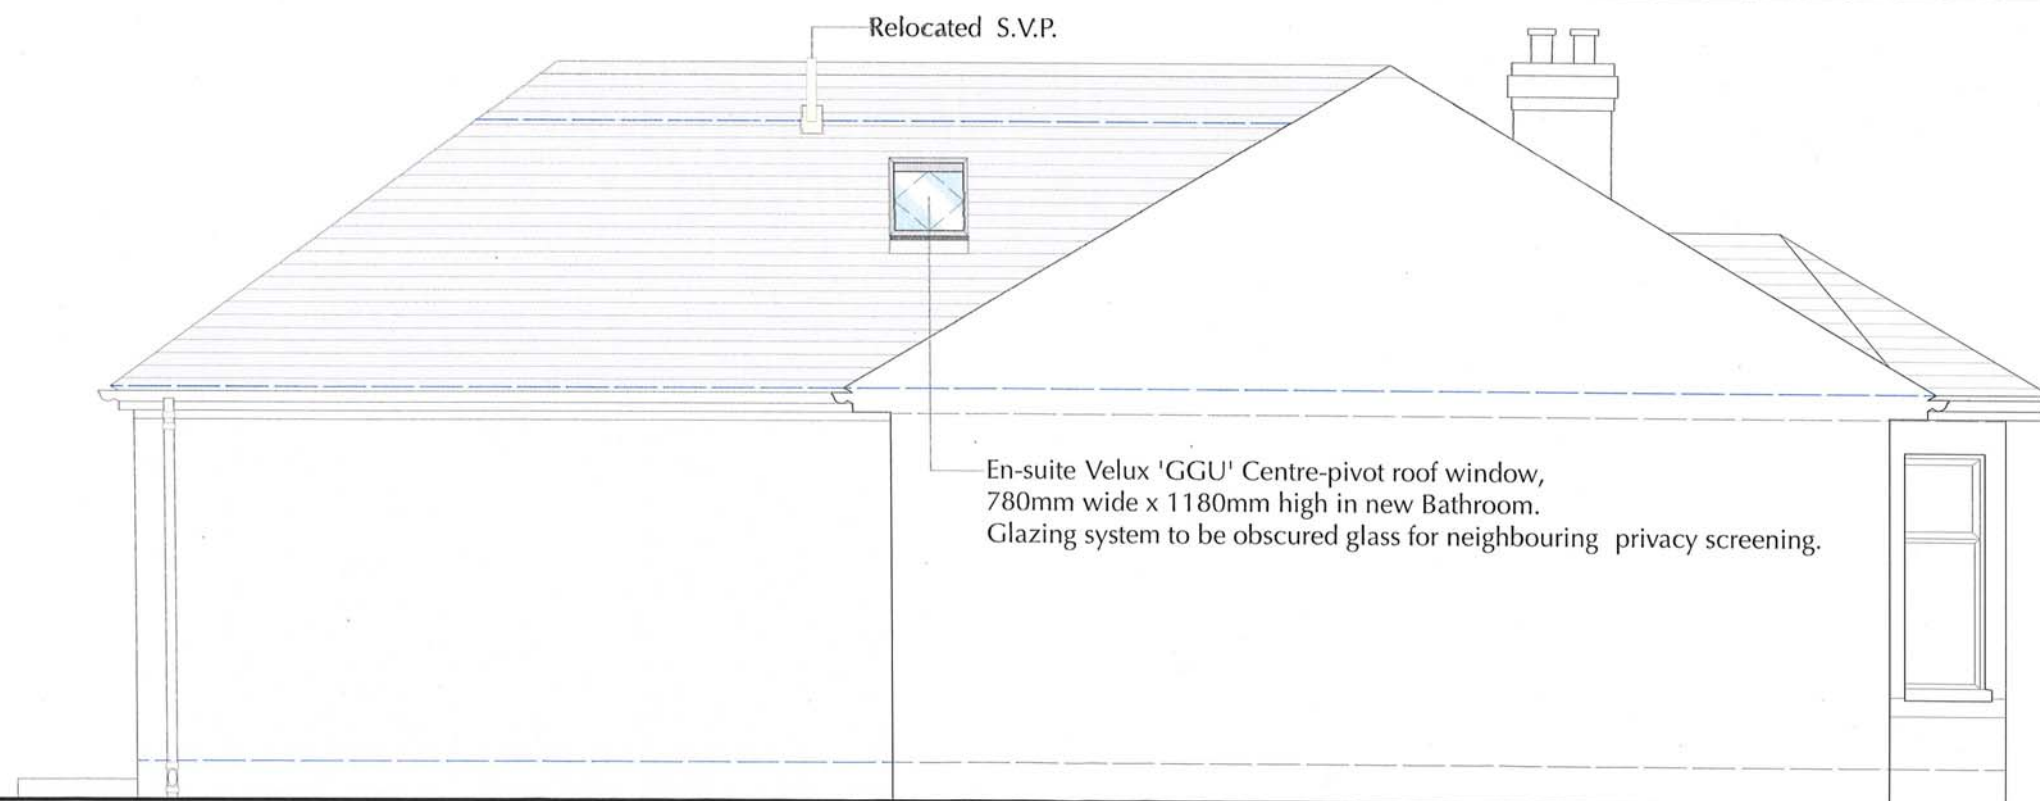 Relocated S.V.P.
En-suite Velux 'GGU' Centre-pivot roof window,
780mm wide x 1180mm high in new Bathroom.
Glazing system to be obscured glass for neighbouring privacy screening.